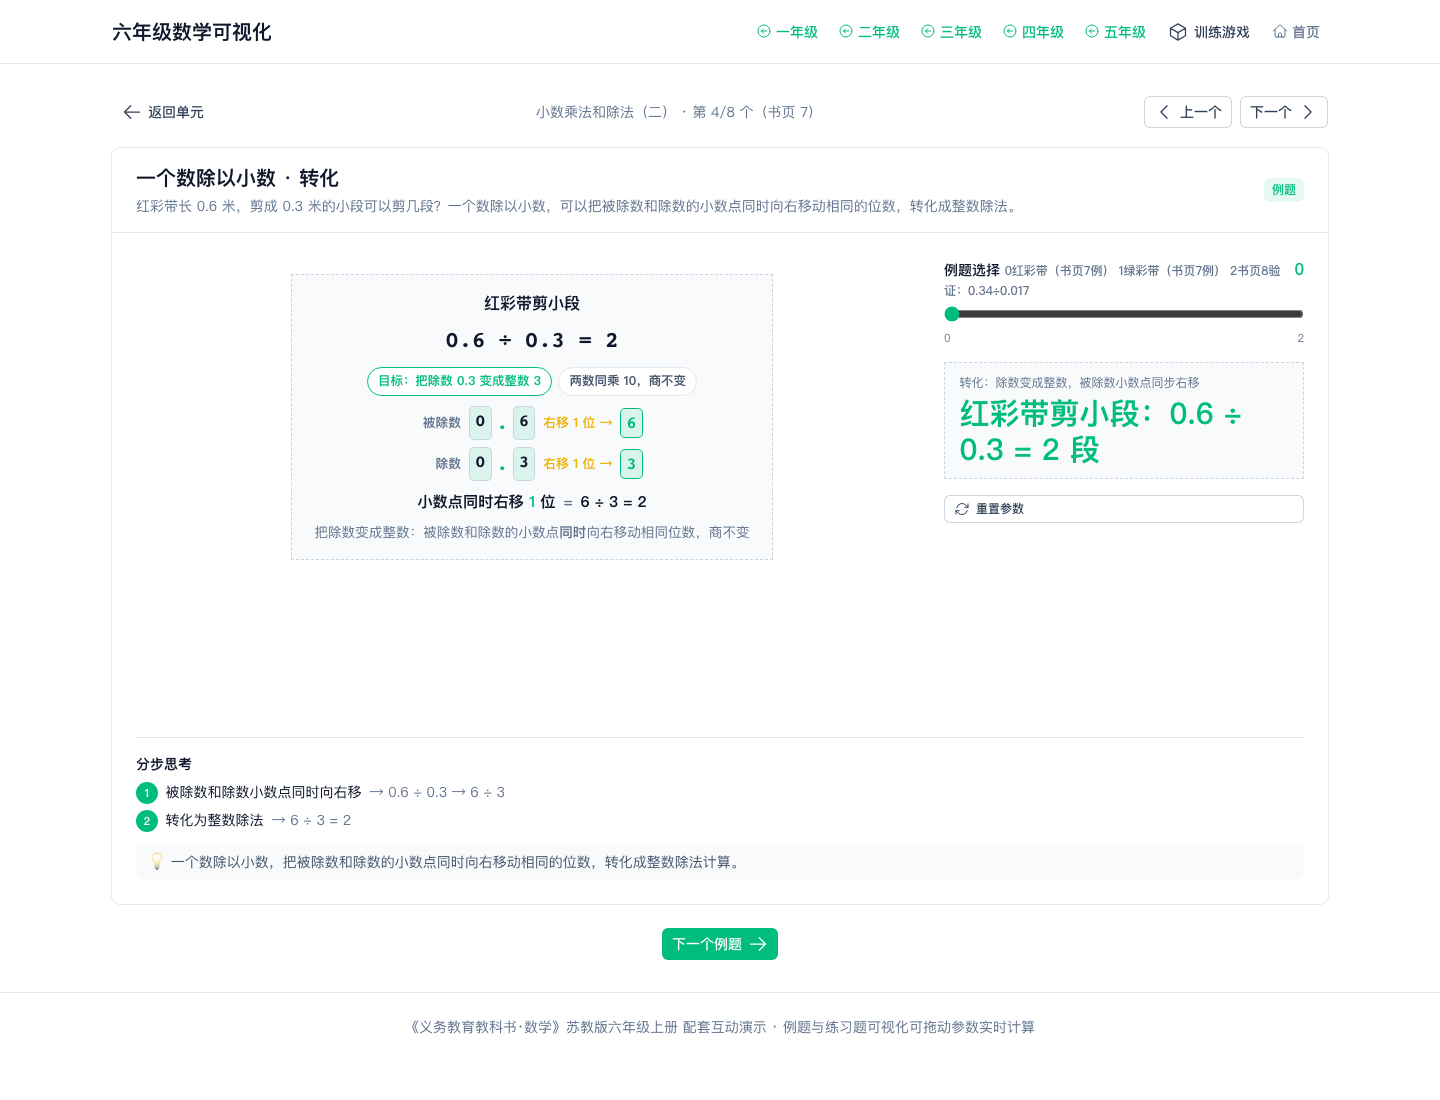 六年级数学可视化
一年级 二年级 三年级 四年级 五年级 训练游戏 首页
返回单元
小数乘法和除法（二） · 第 4/8 个（书页 7）
上一个 下一个
一个数除以小数 · 转化
红彩带长 0.6 米，剪成 0.3 米的小段可以剪几段？一个数除以小数，可以把被除数和除数的小数点同时向右移动相同的位数，转化成整数除法。
例题
红彩带剪小段
0.6 ÷ 0.3 = 2
目标：把除数 0.3 变成整数 3 两数同乘 10，商不变
被除数 0 . 6 右移 1 位 → 6
除数 0 . 3 右移 1 位 → 3
小数点同时右移 1 位 = 6 ÷ 3 = 2
把除数变成整数：被除数和除数的小数点同时向右移动相同位数，商不变
例题选择 0红彩带（书页7例） 1绿彩带（书页7例） 2书页8验 0
证：0.34÷0.017
0 2
转化：除数变成整数，被除数小数点同步右移
红彩带剪小段：0.6 ÷
0.3 = 2 段
重置参数
分步思考
1 被除数和除数小数点同时向右移 → 0.6 ÷ 0.3 → 6 ÷ 3
2 转化为整数除法 → 6 ÷ 3 = 2
💡 一个数除以小数，把被除数和除数的小数点同时向右移动相同的位数，转化成整数除法计算。
下一个例题 →
《义务教育教科书·数学》苏教版六年级上册 配套互动演示 · 例题与练习题可视化可拖动参数实时计算